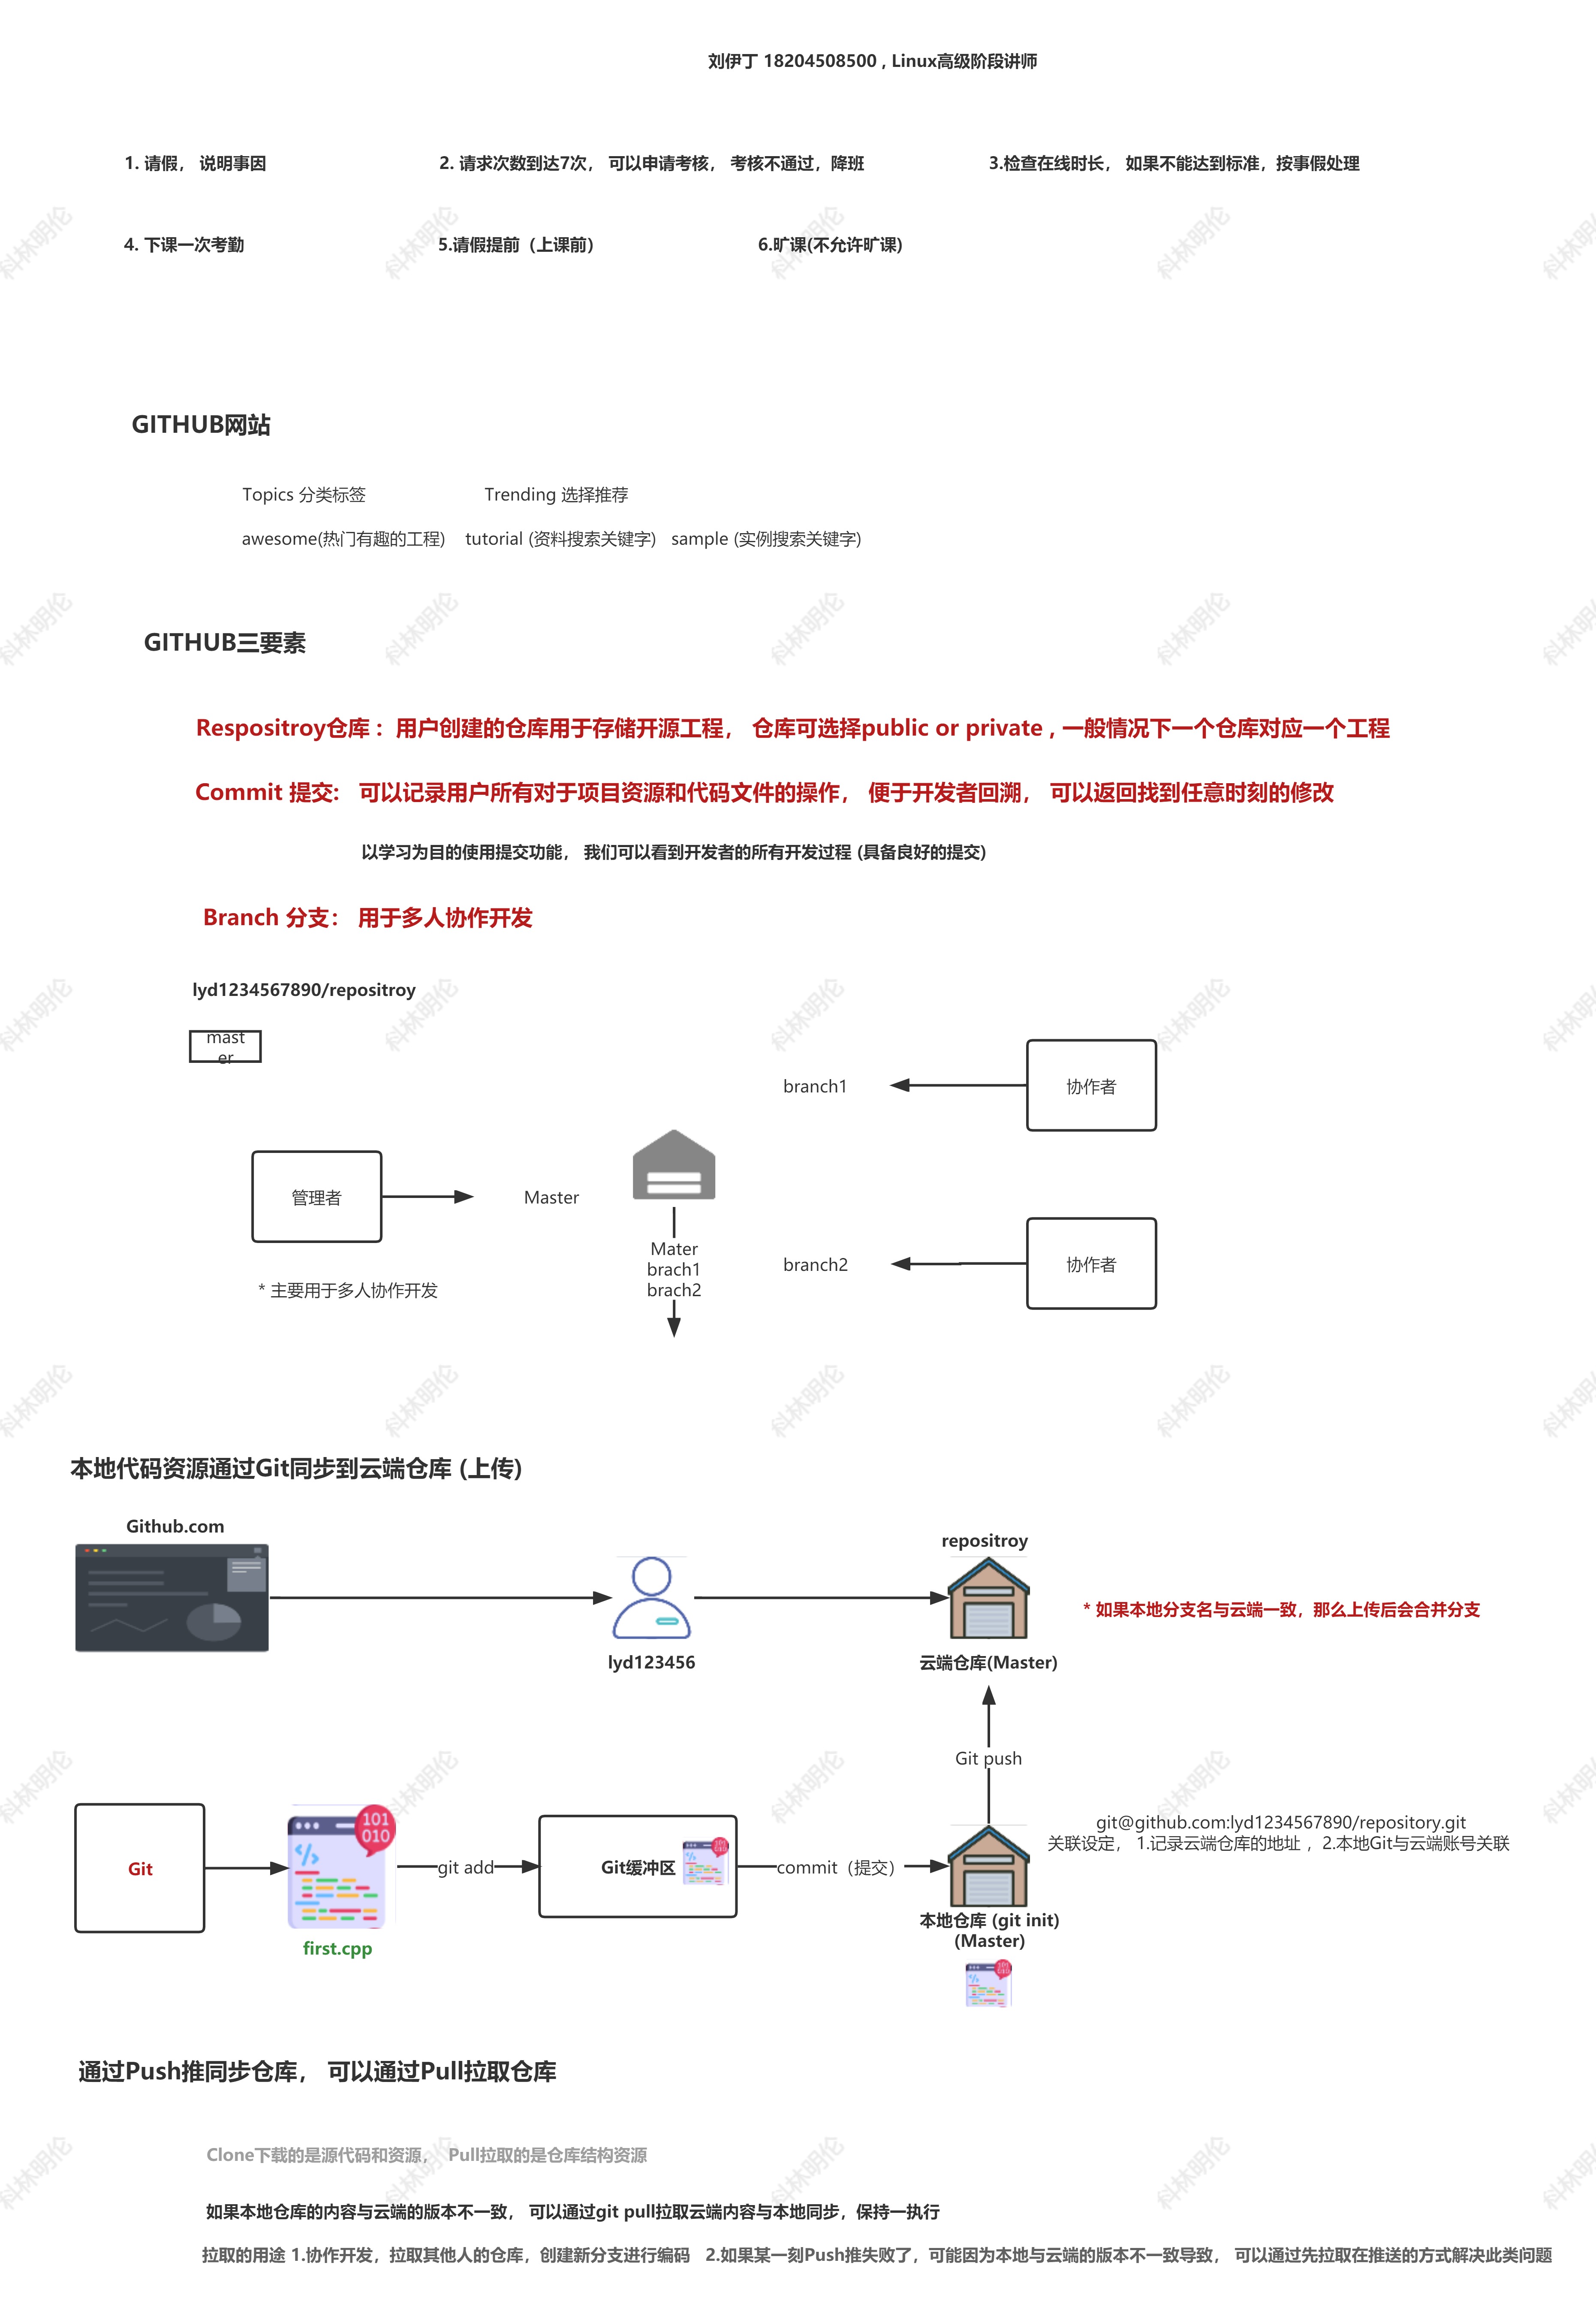 刘伊丁 18204508500 , Linux高级阶段讲师
1. 请假， 说明事因
2. 请求次数到达7次， 可以申请考核， 考核不通过，降班
3.检查在线时长， 如果不能达到标准，按事假处理
4. 下课一次考勤
5.请假提前（上课前）
6.旷课(不允许旷课)
GITHUB网站
Topics 分类标签
Trending 选择推荐
awesome(热门有趣的工程)
tutorial (资料搜索关键字)
sample (实例搜索关键字)
GITHUB三要素
Respositroy仓库 : 用户创建的仓库用于存储开源工程， 仓库可选择public or private , 一般情况下一个仓库对应一个工程
Commit 提交: 可以记录用户所有对于项目资源和代码文件的操作， 便于开发者回溯， 可以返回找到任意时刻的修改
以学习为目的使用提交功能， 我们可以看到开发者的所有开发过程 (具备良好的提交)
Branch 分支: 用于多人协作开发
lyd1234567890/repositroy
mast
er
branch1
协作者
管理者
Master
Mater
brach1
brach2
branch2
协作者
* 主要用于多人协作开发
本地代码资源通过Git同步到云端仓库 (上传)
Github.com
repositroy
* 如果本地分支名与云端一致，那么上传后会合并分支
lyd123456
云端仓库(Master)
Git push
git@github.com:lyd1234567890/repository.git
关联设定， 1.记录云端仓库的地址 ，2.本地Git与云端账号关联
Git
101
010
git add
Git缓冲区
commit（提交）
first.cpp
本地仓库 (git init)
(Master)
通过Push推同步仓库， 可以通过Pull拉取仓库
Clone下载的是源代码和资源， Pull拉取的是仓库结构资源
如果本地仓库的内容与云端的版本不一致， 可以通过git pull拉取云端内容与本地同步，保持一执行
拉取的用途 1.协作开发，拉取其他人的仓库，创建新分支进行编码 2.如果某一刻Push推失败了，可能因为本地与云端的版本不一致导致， 可以通过先拉取在推送的方式解决此类问题
科林明伦